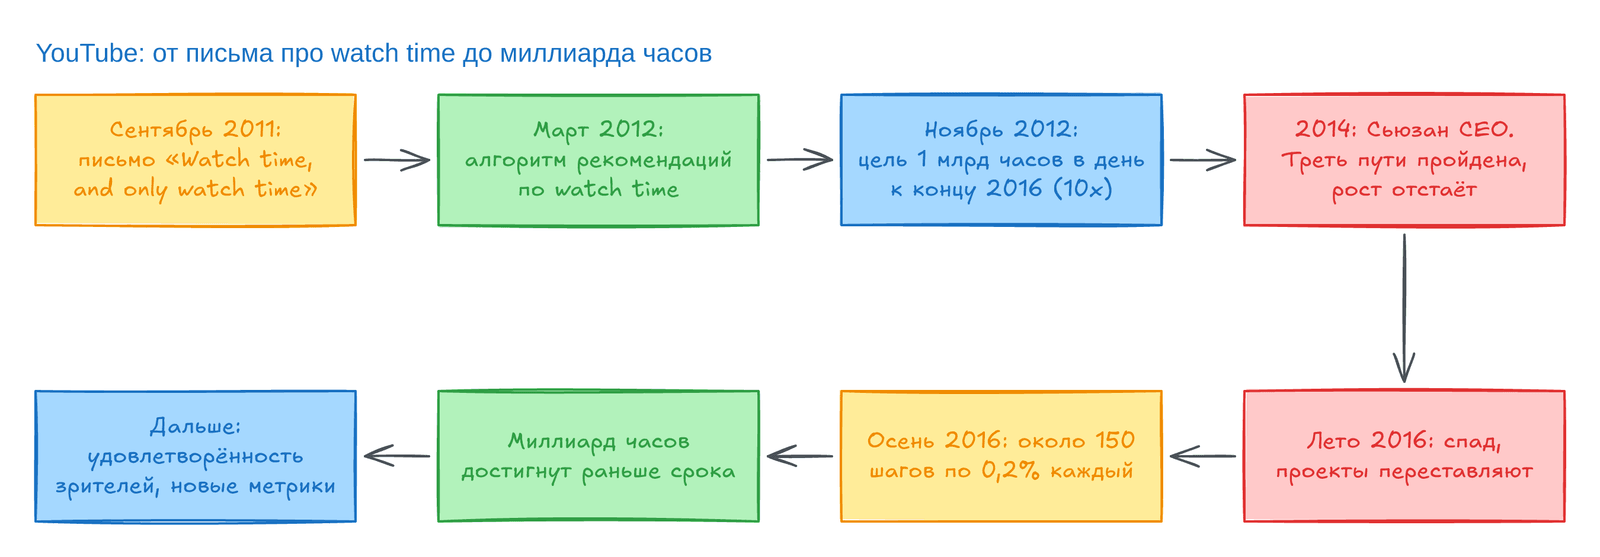 YouTube: от письма про watch time до миллиарда часов
Сентябрь 2011:
письмо «Watch time,
and only watch time»
Март 2012:
алгоритм рекомендаций
по watch time
Ноябрь 2012:
цель 1 млрд часов в день
к концу 2016 (10x)
2014: Сьюзан CEO.
Треть пути пройдена,
рост отстаёт
Лето 2016: спад,
проекты переставляют
Осень 2016: около 150
шагов по 0,2% каждый
Миллиард часов
достигнут раньше срока
Дальше:
удовлетворённость
зрителей, новые метрики